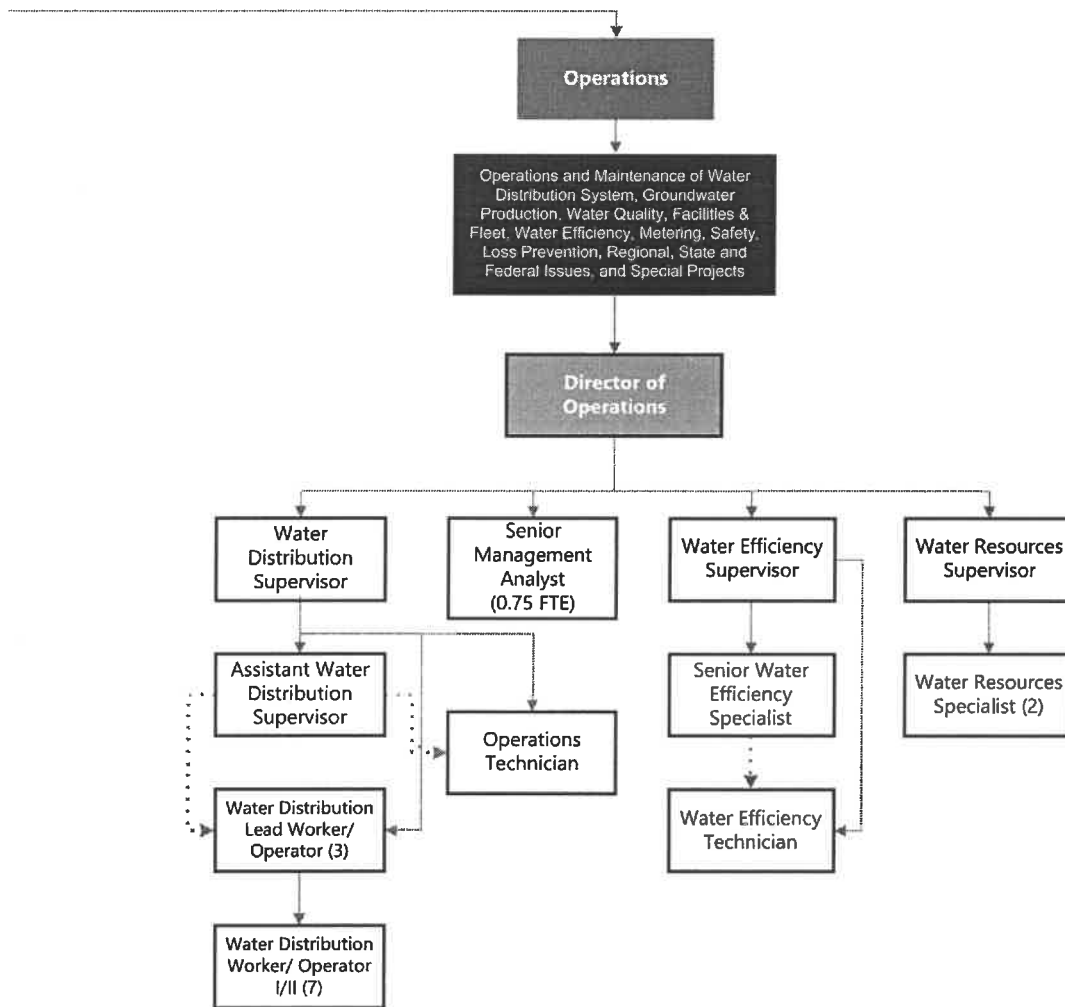 Operations
Operations and Maintenance of Water
Distribution System, Groundwater
Production, Water Quality, Facilities &
Fleet, Water Efficiency, Metering, Safety,
Loss Prevention, Regional, State and
Federal Issues, and Special Projects
Director of
Operations
Water
Distribution
Supervisor
Senior
Management
Analyst
(0.75 FTE)
Water Efficiency
Supervisor
Water Resources
Supervisor
Assistant Water
Distribution
Supervisor
Operations
Technician
Senior Water
Efficiency
Specialist
Water Resources
Specialist (2)
Water Distribution
Lead Worker/
Operator (3)
Water Efficiency
Technician
Water Distribution
Worker/ Operator
I/II (7)